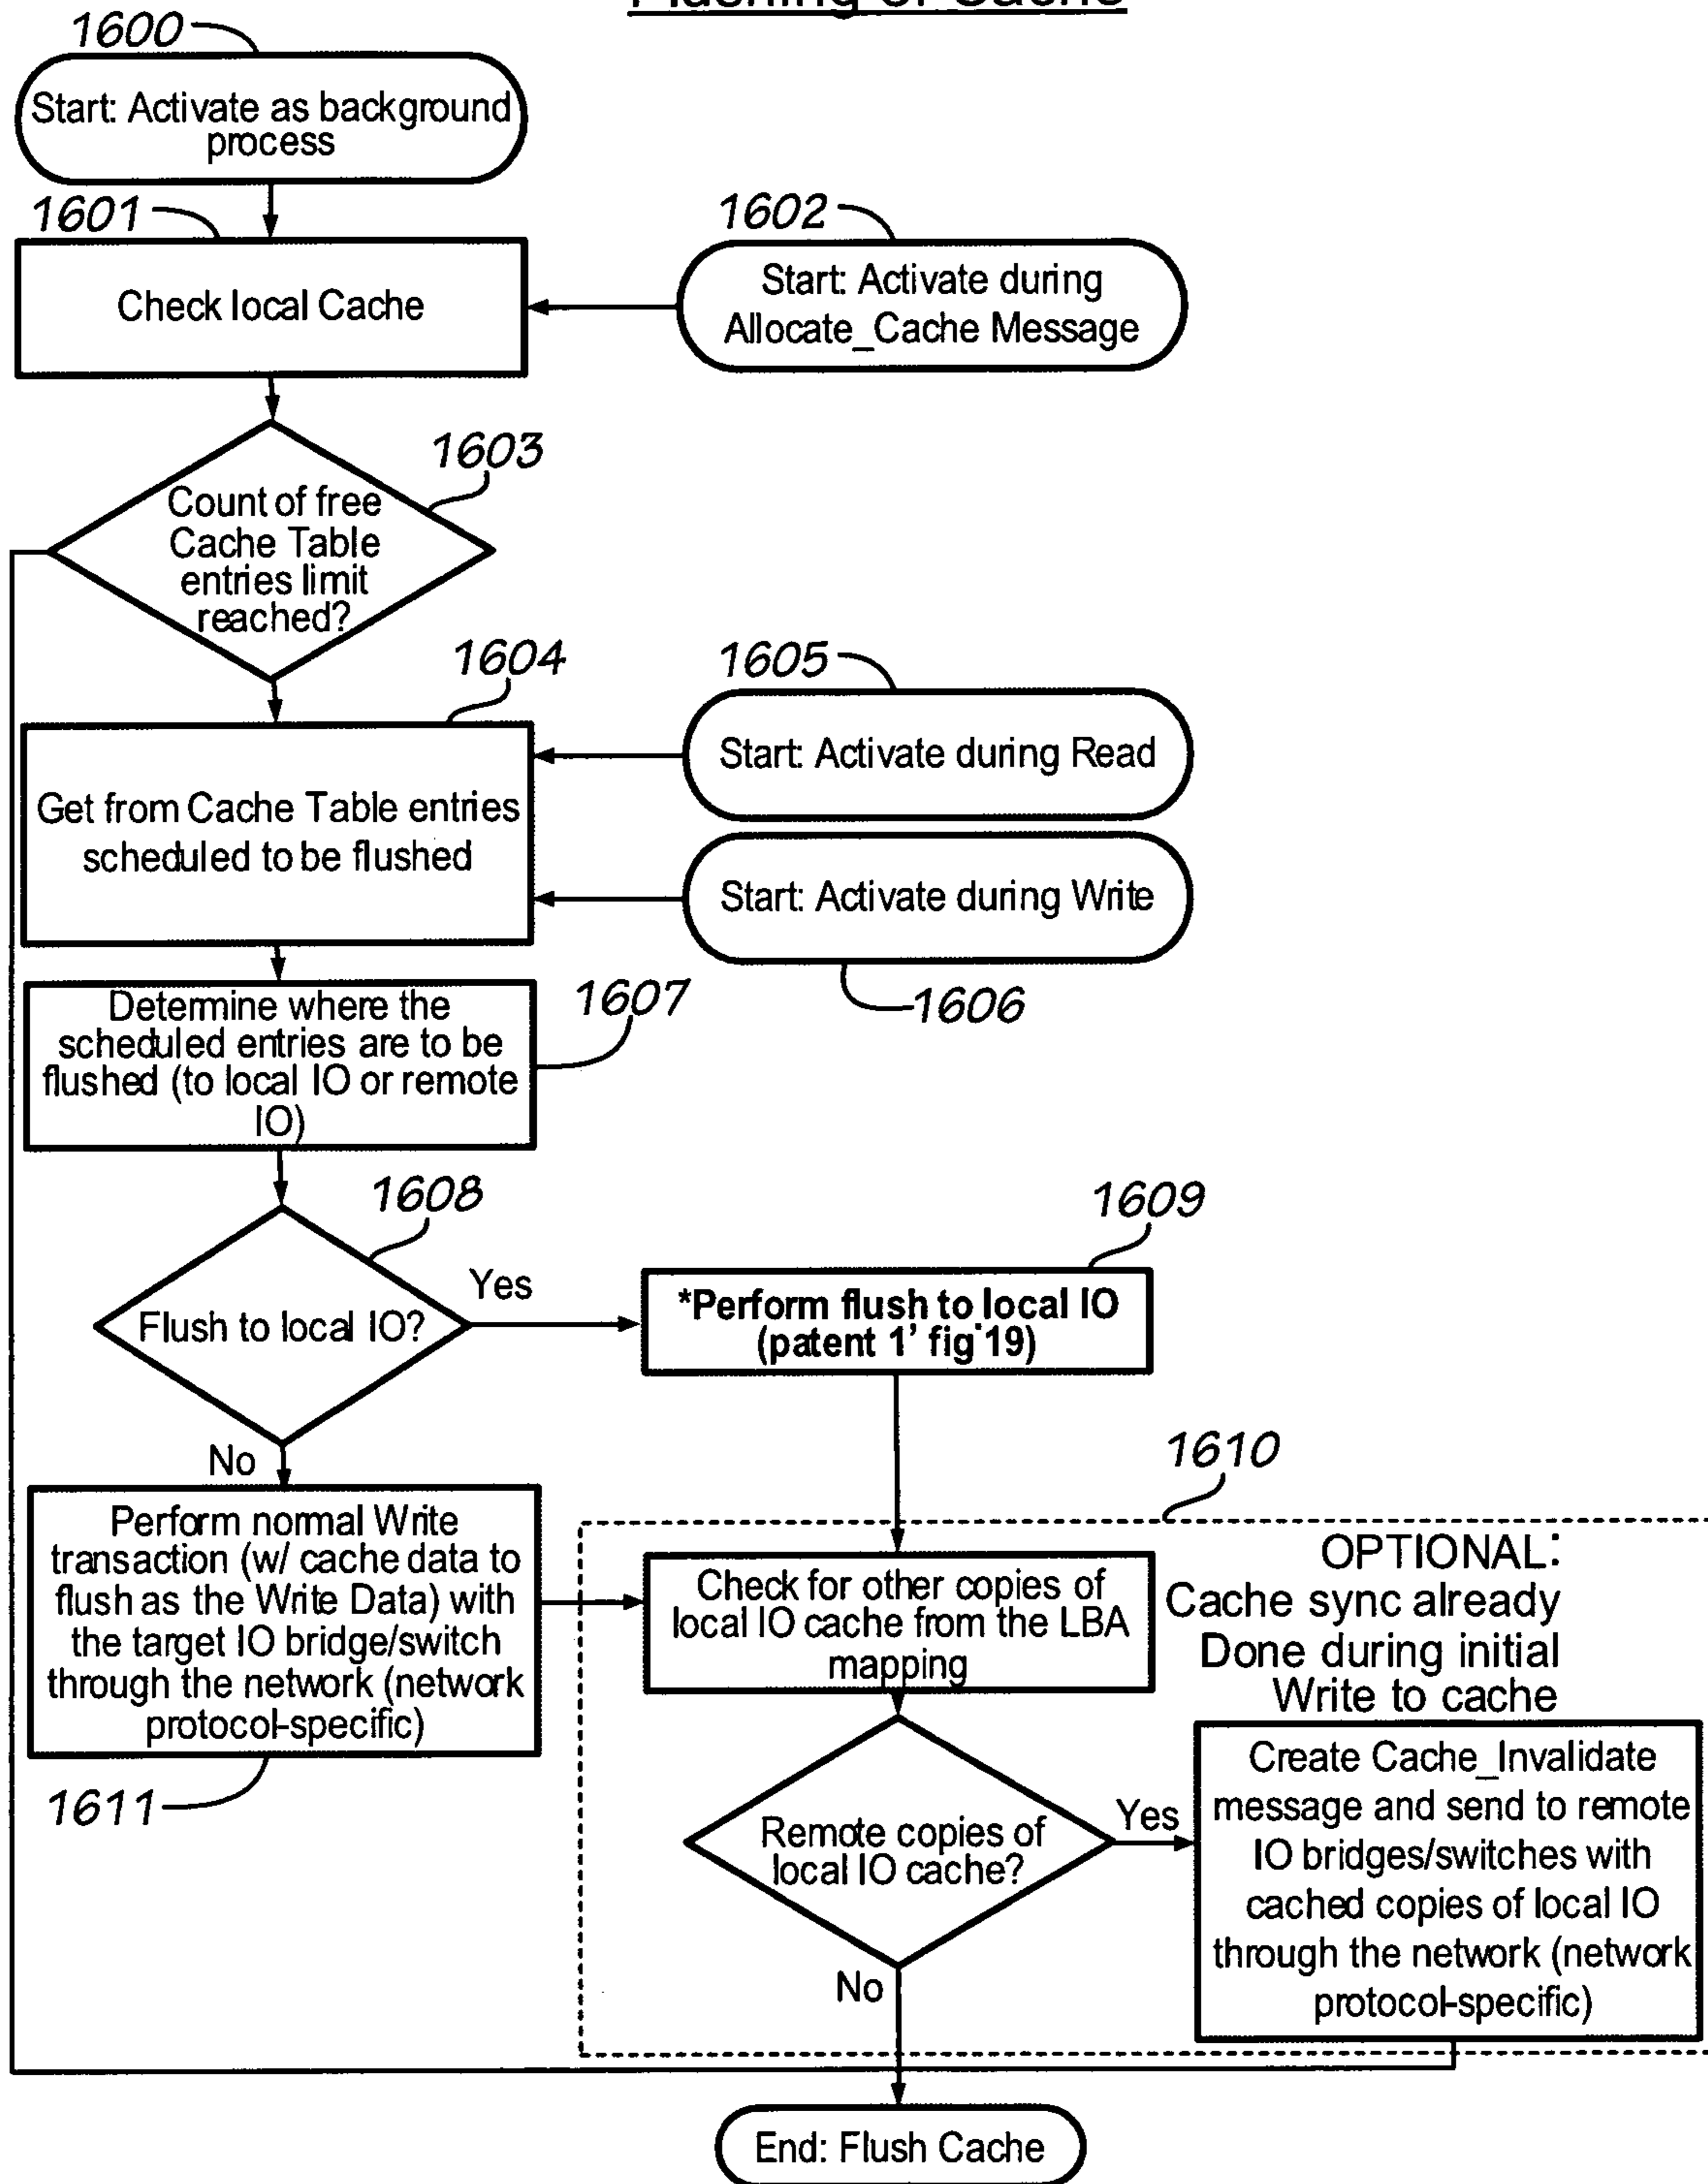 Flushing of Cache
1600
Start: Activate as background
process
1601
1602
Check local Cache
Start: Activate during
Allocate_Cache Message
1603
Count of free
Cache Table
entries limit
reached?
1604
1605
Start: Activate during Read
Get from Cache Table entries
scheduled to be flushed
Start: Activate during Write
1606
1607
Determine where the
scheduled entries are to be
flushed (to local IO or remote
IO)
1608
1609
Flush to local IO?
Yes
*Perform flush to local IO
(patent 1' fig 19)
No
1610
Perform normal Write
transaction (w/ cache data to
flush as the Write Data) with
the target IO bridge/switch
through the network (network
protocol-specific)
1611
Check for other copies of
local IO cache from the LBA
mapping
OPTIONAL:
Cache sync already
Done during initial
Write to cache
Remote copies of
local IO cache?
Yes
Create Cache_Invalidate
message and send to remote
IO bridges/switches with
cached copies of local IO
through the network (network
protocol-specific)
No
End: Flush Cache